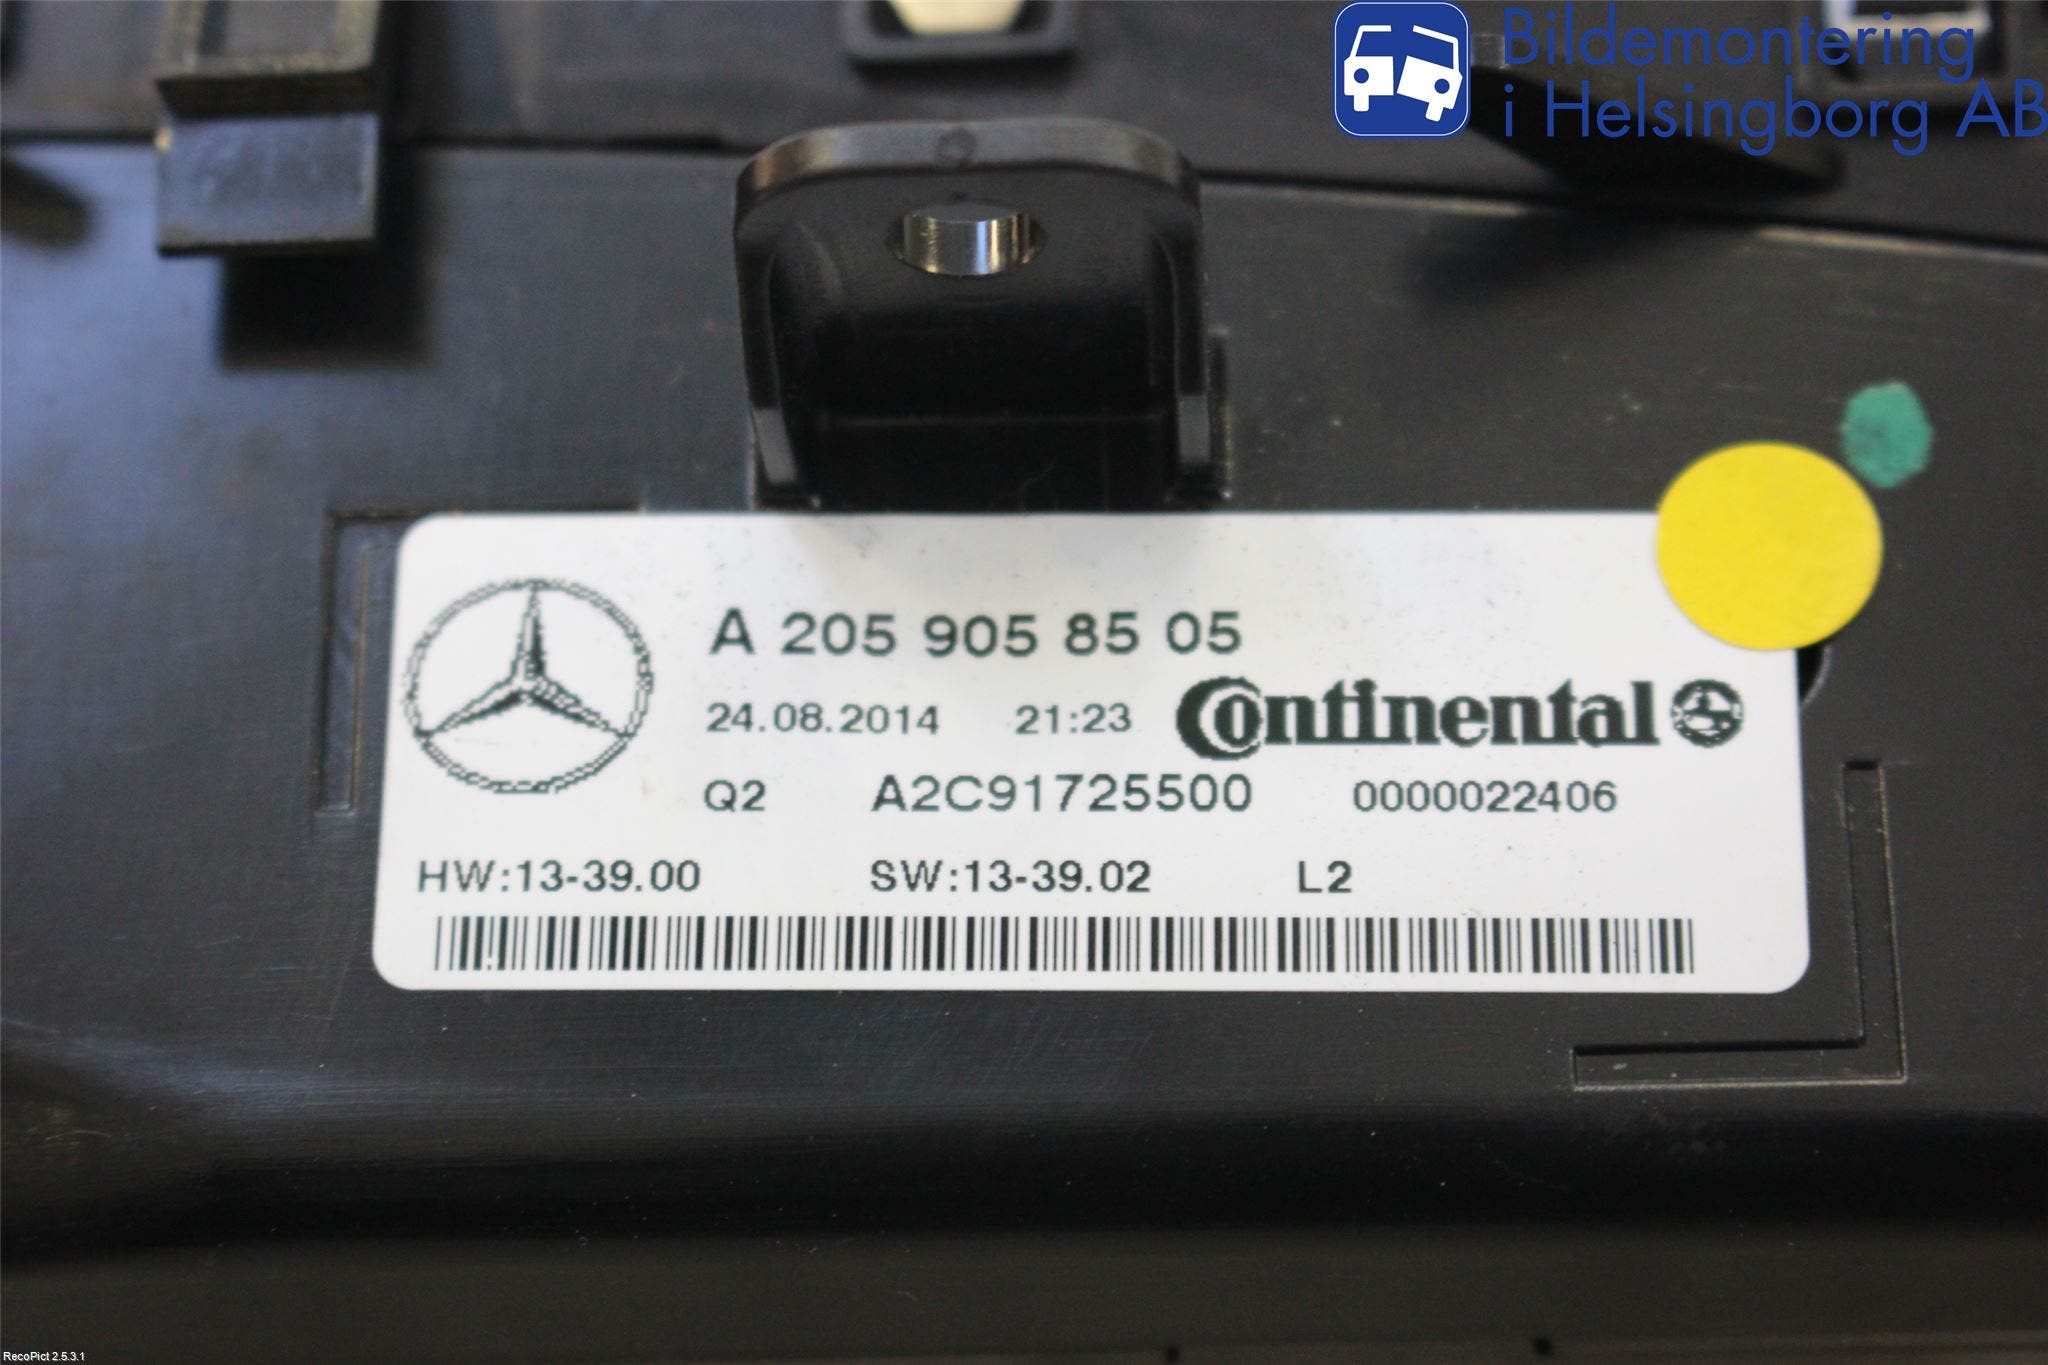 Bildemontering
i Helsingborg AB
A 205 905 85 05
24.08.2014 21:23 Continental
Q2 A2C91725500 0000022406
HW:13-39.00 SW:13-39.02 L2
RecoPict 2.5.3.1